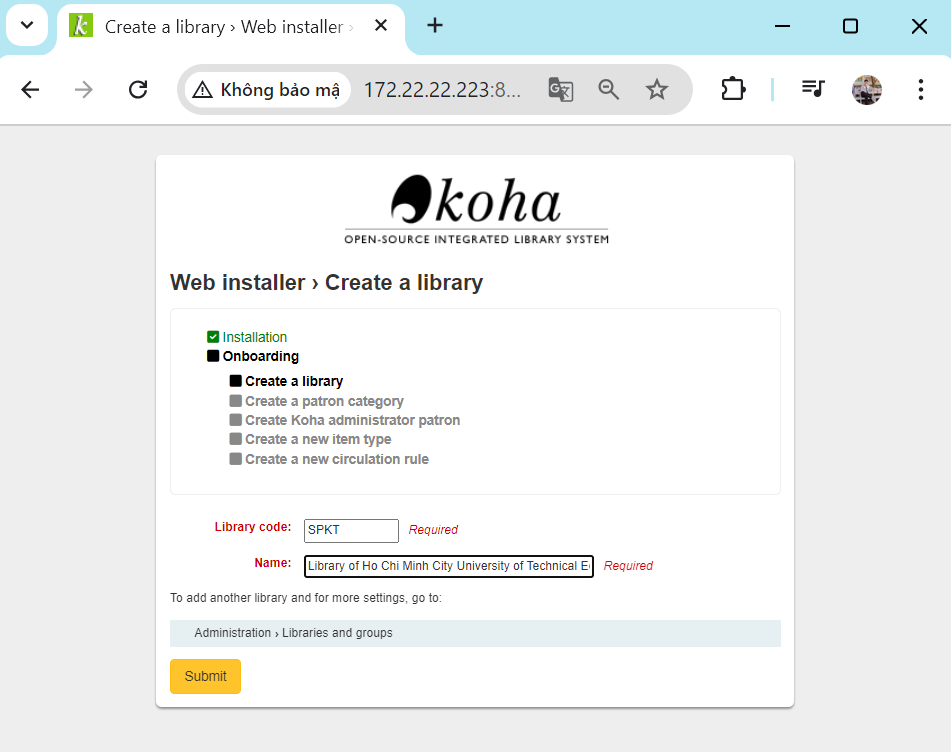 Create a library › Web installer ›
Không bảo mậ 172.22.22.223:8...
koha
OPEN-SOURCE INTEGRATED LIBRARY SYSTEM
Web installer › Create a library
Installation
Onboarding
Create a library
Create a patron category
Create Koha administrator patron
Create a new item type
Create a new circulation rule
Library code: SPKT Required
Name: Library of Ho Chi Minh City University of Technical E Required
To add another library and for more settings, go to:
Administration › Libraries and groups
Submit